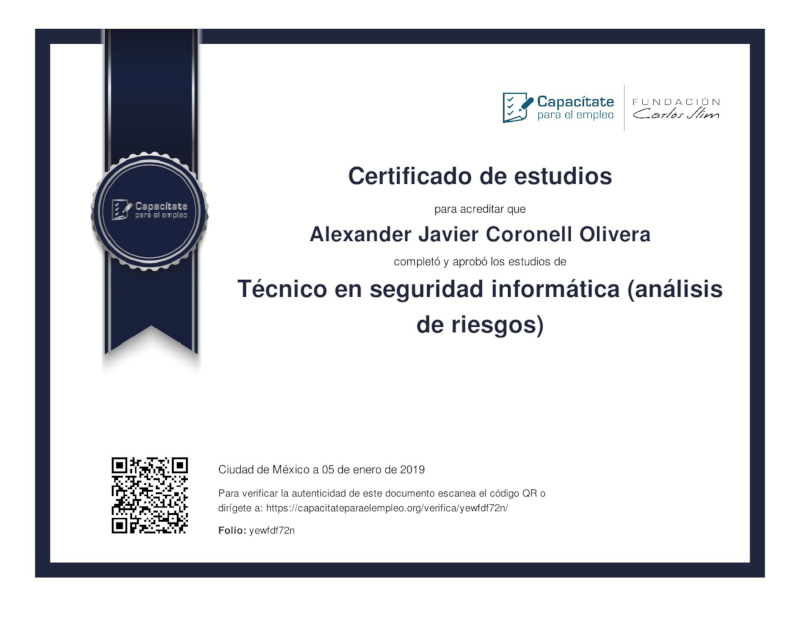 Capacítate
para el empleo
FUNDACIÓN
Carlos Slim
Capacítate
para el empleo
Certificado de estudios
para acreditar que
Alexander Javier Coronell Olivera
completó y aprobó los estudios de
Técnico en seguridad informática (análisis
de riesgos)
Ciudad de México a 05 de enero de 2019
Para verificar la autenticidad de este documento escanea el código QR o
dirígete a: https://capacitateparaelempleo.org/verifica/yewfdf72n/
Folio: yewfdf72n